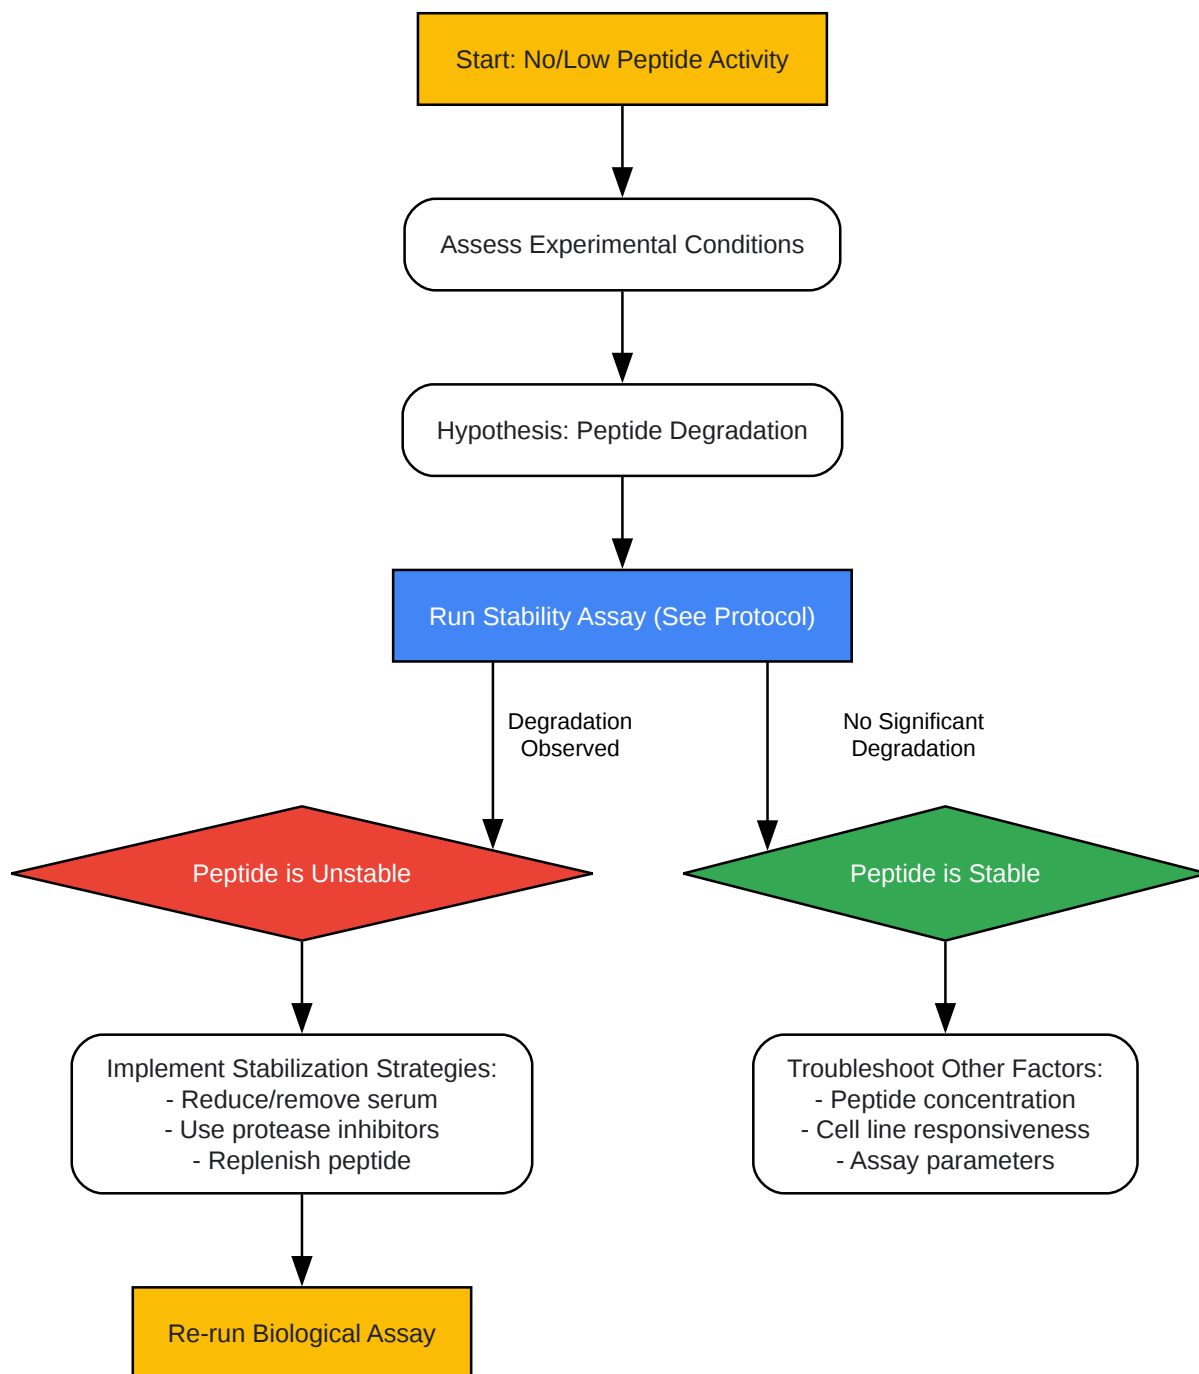 Start: No/Low Peptide Activity
Assess Experimental Conditions
Hypothesis: Peptide Degradation
Run Stability Assay (See Protocol)
Degradation
Observed
No Significant
Degradation
Peptide is Unstable
Peptide is Stable
Implement Stabilization Strategies:
- Reduce/remove serum
- Use protease inhibitors
- Replenish peptide
Troubleshoot Other Factors:
- Peptide concentration
- Cell line responsiveness
- Assay parameters
Re-run Biological Assay